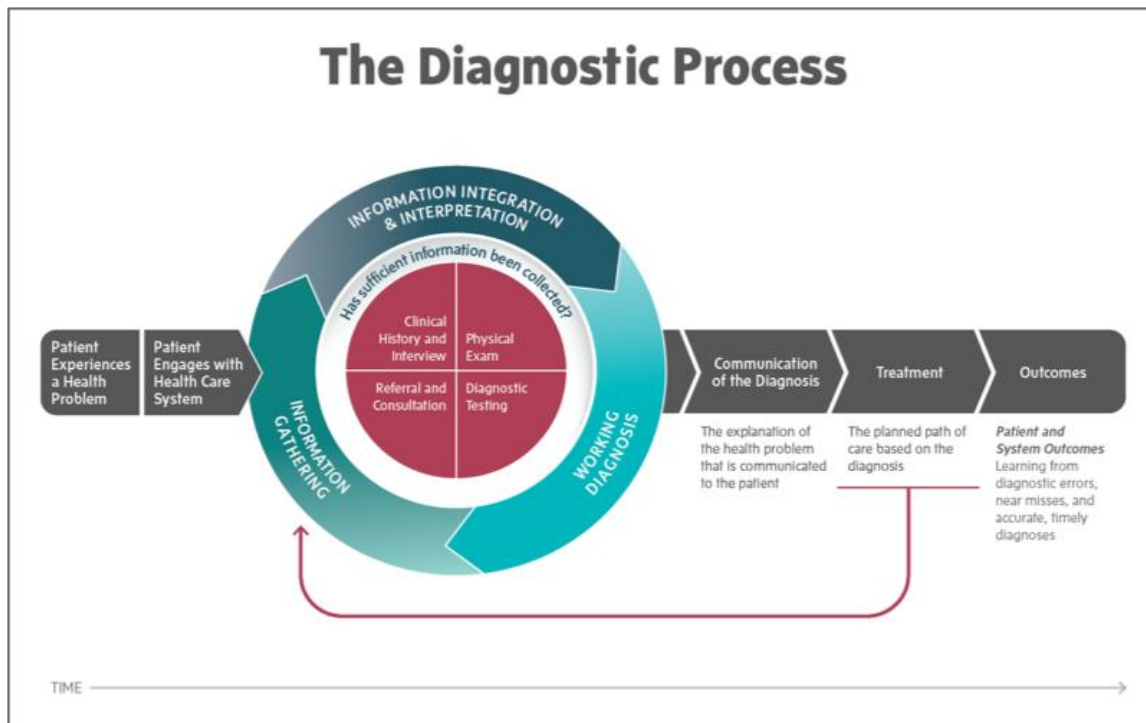 The Diagnostic Process
INFORMATION INTEGRATION
& INTERPRETATION
Has sufficient information been collected?
Clinical
History and
Interview
Physical
Exam
Referral and
Consultation
Diagnostic
Testing
INFORMATION
GATHERING
WORKING
DIAGNOSIS
Patient
Experiences
a Health
Problem
Patient
Engages with
Health Care
System
Communication
of the Diagnosis
Treatment
Outcomes
The explanation of
the health problem
that is communicated
to the patient
The planned path of
care based on the
diagnosis
Patient and
System Outcomes
Learning from
diagnostic errors,
near misses, and
accurate, timely
diagnoses
TIME